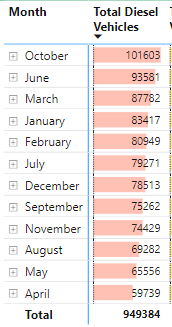 Month Total Diesel
Vehicles
October 101603
June 93581
March 87782
January 83417
February 80949
July 79271
December 78513
September 75262
November 74429
August 69282
May 65556
April 59739
Total 949384